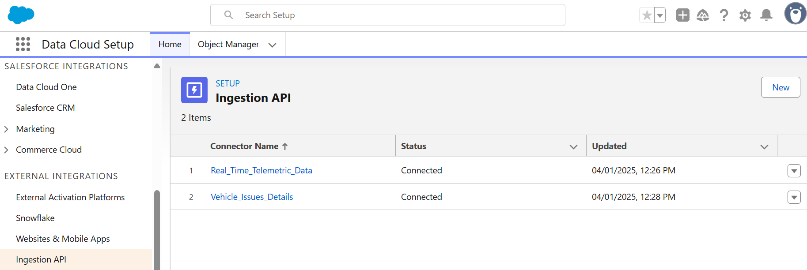 Search Setup
Data Cloud Setup
Home
Object Manager
SALESFORCE INTEGRATIONS
Data Cloud One
Salesforce CRM
Marketing
Commerce Cloud
EXTERNAL INTEGRATIONS
External Activation Platforms
Snowflake
Websites & Mobile Apps
Ingestion API
SETUP
Ingestion API
New
2 Items
Connector Name ↑ Status Updated
1 Real_Time_Telemetric_Data Connected 04/01/2025, 12:26 PM
2 Vehicle_Issues_Details Connected 04/01/2025, 12:28 PM